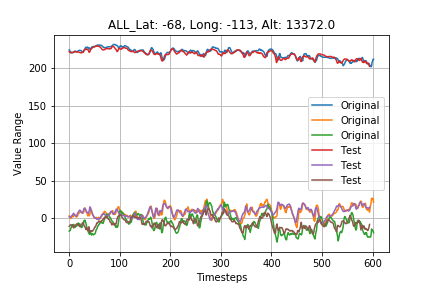 ALL_Lat: -68, Long: -113, Alt: 13372.0
Value Range
200
150
100
50
0
Original
Original
Original
Test
Test
Test
0 100 200 300 400 500 600
Timesteps